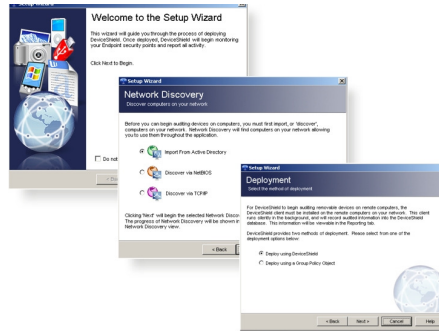 Setup Wizard
Welcome to the Setup Wizard
This wizard will guide you through the process of deploying
DeviceShield. Once deployed, DeviceShield will begin monitoring
your Endpoint security points and report all activity.
Click Next to Begin.
Do not
Setup Wizard
Network Discovery
Discover computers on your network
Before you can begin auditing devices on computers, you must first import, or 'discover',
computers on your network. Network Discovery will find computers on your network allowing
you to use them throughout the application.
Import From Active Directory
Discover via NetBIOS
Discover via TCPIP
Clicking 'Next' will begin the selected Network Discov
The progress of Network Discovery will be shown in
Network Discovery view.
< Back
Setup Wizard
Deployment
Select the method of deployment
For DeviceShield to begin auditing removable devices on remote computers, the
DeviceShield client must be installed on the remote computers on your network. This client
runs silently in the background, and will record audited information into the DeviceShield
database. This information will be viewable in the Reporting tab.
DeviceShield provides two methods of deployment. Please select from one of the
deployment options below:
Deploy using DeviceShield
Deploy using a Group Policy Object
< Back
Next >
Cancel
Help